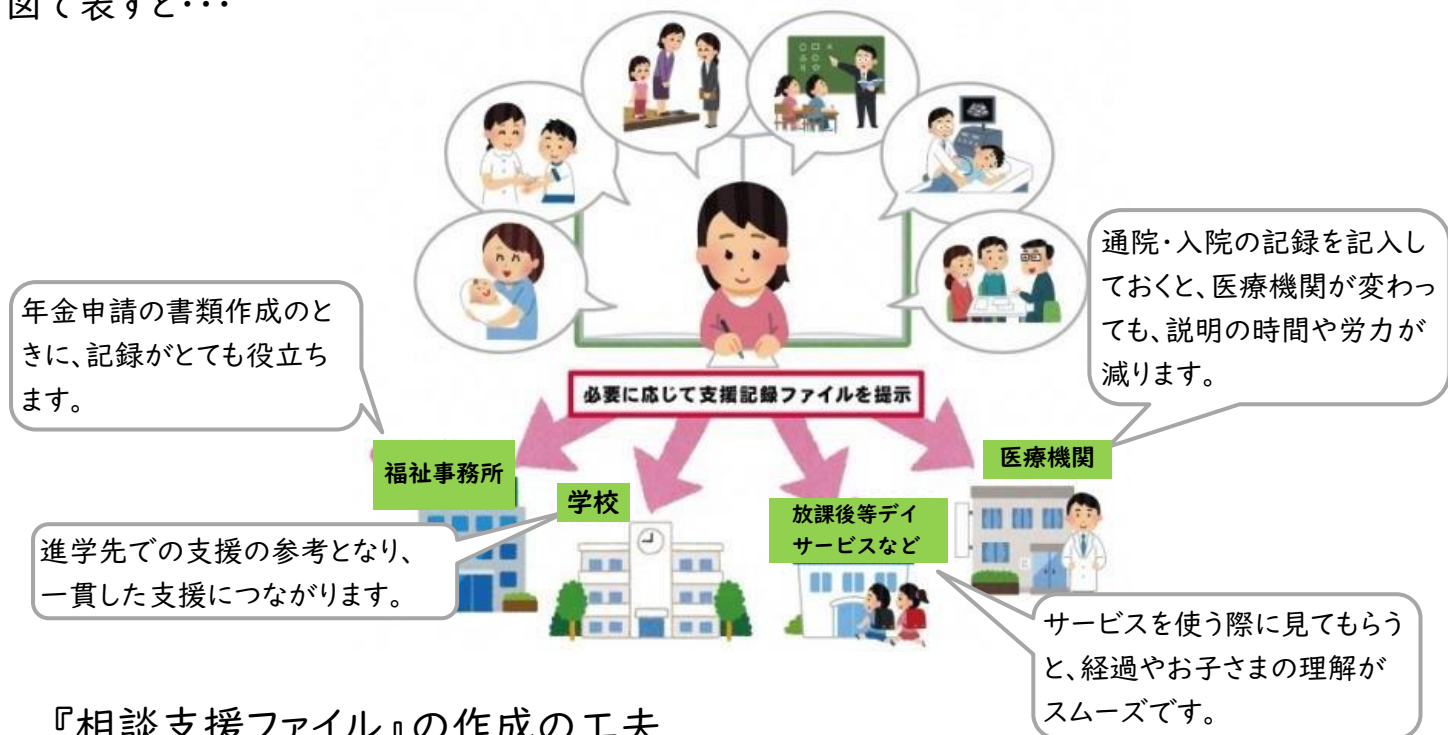 図で表すと・・・
通院・入院の記録を記入し
ておくと、医療機関が変わっ
ても、説明の時間や労力が
減ります。
年金申請の書類作成のと
きに、記録がとても役立ち
ます。
必要に応じて支援記録ファイルを提示
福祉事務所
学校
放課後等デイ
サービスなど
医療機関
進学先での支援の参考となり、
一貫した支援につながります。
サービスを使う際に見てもらう
と、経過やお子さまの理解が
スムーズです。
『相談支援ファイル』の作成の工夫